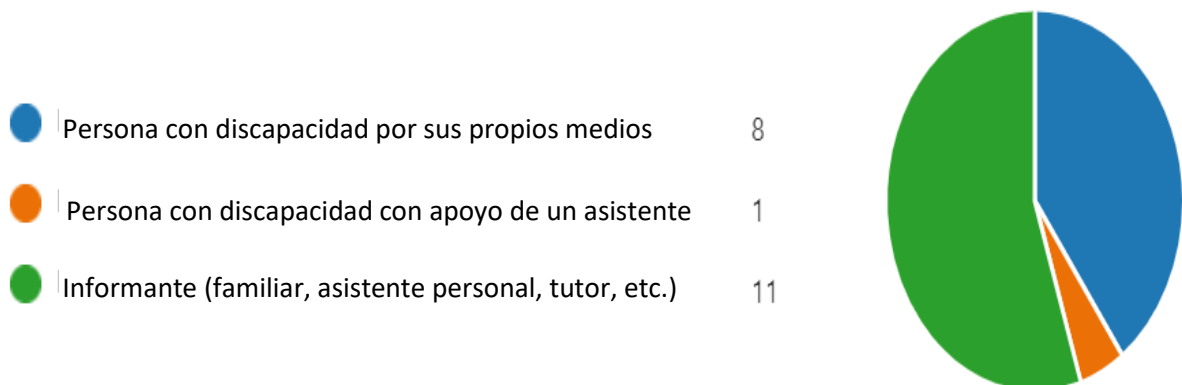 Persona con discapacidad por sus propios medios 8
Persona con discapacidad con apoyo de un asistente 1
Informante (familiar, asistente personal, tutor, etc.) 11